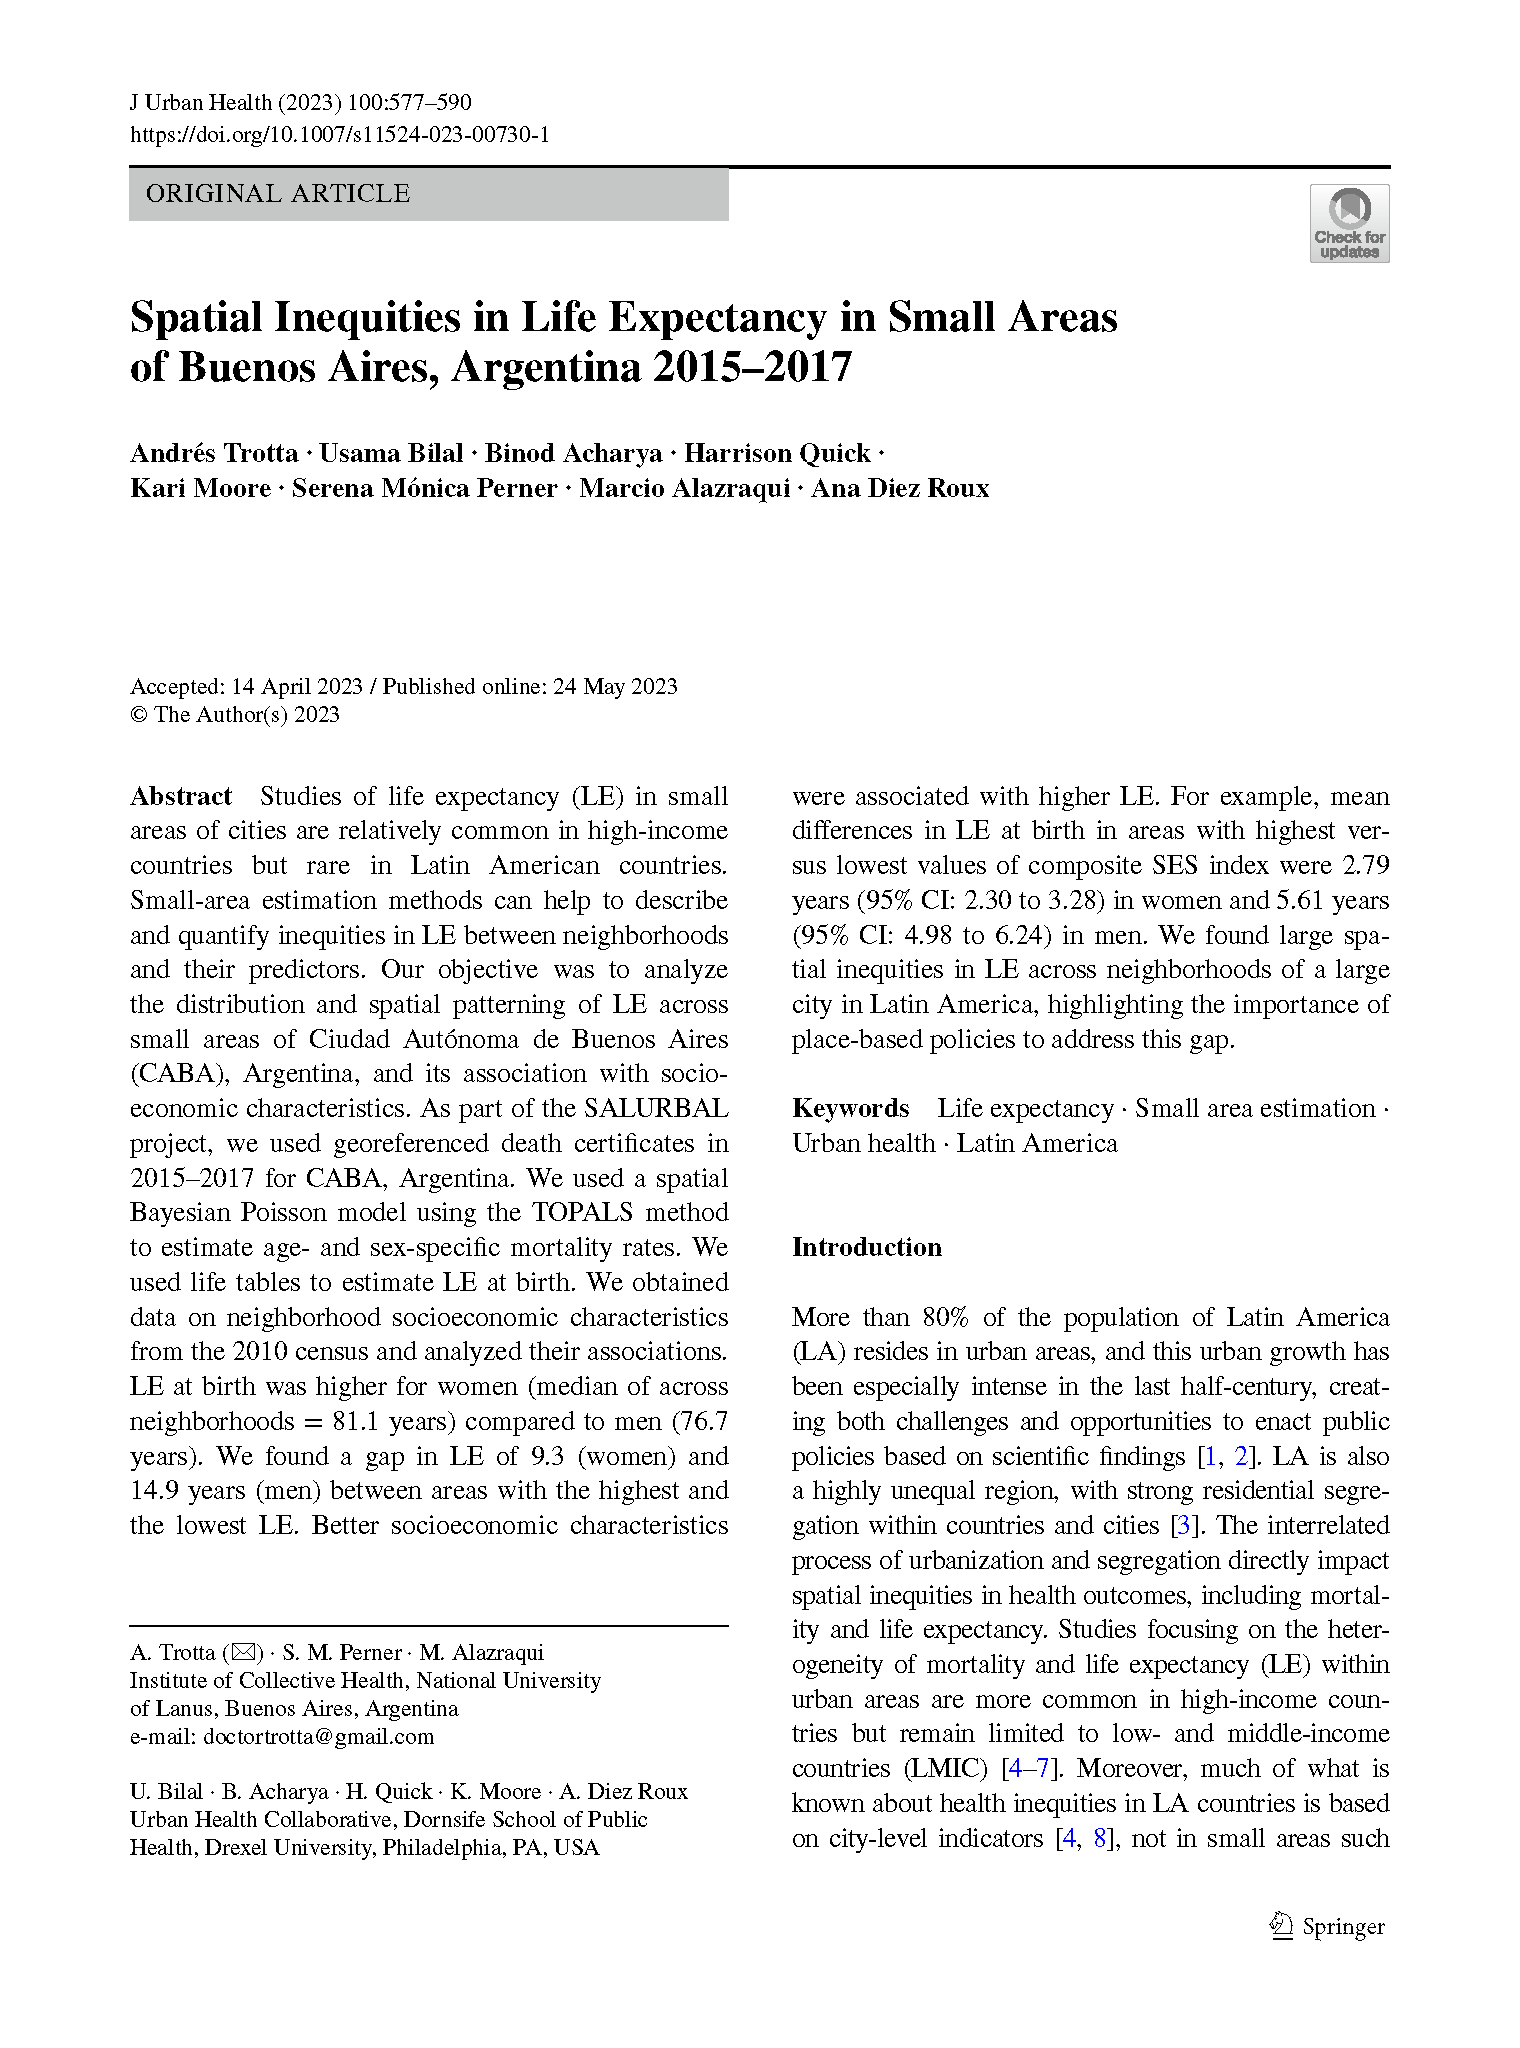 J Urban Health (2023) 100:577–590
https://doi.org/10.1007/s11524-023-00730-1
ORIGINAL ARTICLE
Check for
updates
Spatial Inequities in Life Expectancy in Small Areas
of Buenos Aires, Argentina 2015–2017
Andrés Trotta · Usama Bilal · Binod Acharya · Harrison Quick ·
Kari Moore · Serena Mónica Perner · Marcio Alazraqui · Ana Diez Roux
Accepted: 14 April 2023 / Published online: 24 May 2023
© The Author(s) 2023
Abstract Studies of life expectancy (LE) in small
areas of cities are relatively common in high-income
countries but rare in Latin American countries.
Small-area estimation methods can help to describe
and quantify inequities in LE between neighborhoods
and their predictors. Our objective was to analyze
the distribution and spatial patterning of LE across
small areas of Ciudad Autónoma de Buenos Aires
(CABA), Argentina, and its association with socio-
economic characteristics. As part of the SALURBAL
project, we used georeferenced death certificates in
2015–2017 for CABA, Argentina. We used a spatial
Bayesian Poisson model using the TOPALS method
to estimate age- and sex-specific mortality rates. We
used life tables to estimate LE at birth. We obtained
data on neighborhood socioeconomic characteristics
from the 2010 census and analyzed their associations.
LE at birth was higher for women (median of across
neighborhoods = 81.1 years) compared to men (76.7
years). We found a gap in LE of 9.3 (women) and
14.9 years (men) between areas with the highest and
the lowest LE. Better socioeconomic characteristics
were associated with higher LE. For example, mean
differences in LE at birth in areas with highest ver-
sus lowest values of composite SES index were 2.79
years (95% CI: 2.30 to 3.28) in women and 5.61 years
(95% CI: 4.98 to 6.24) in men. We found large spa-
tial inequities in LE across neighborhoods of a large
city in Latin America, highlighting the importance of
place-based policies to address this gap.
Keywords Life expectancy · Small area estimation ·
Urban health · Latin America
Introduction
More than 80% of the population of Latin America
(LA) resides in urban areas, and this urban growth has
been especially intense in the last half-century, creat-
ing both challenges and opportunities to enact public
policies based on scientific findings [1, 2]. LA is also
a highly unequal region, with strong residential segre-
gation within countries and cities [3]. The interrelated
process of urbanization and segregation directly impact
spatial inequities in health outcomes, including mortal-
ity and life expectancy. Studies focusing on the heter-
ogeneity of mortality and life expectancy (LE) within
urban areas are more common in high-income coun-
tries but remain limited to low- and middle-income
countries (LMIC) [4–7]. Moreover, much of what is
known about health inequities in LA countries is based
on city-level indicators [4, 8], not in small areas such
A. Trotta (✉) · S. M. Perner · M. Alazraqui
Institute of Collective Health, National University
of Lanus, Buenos Aires, Argentina
e-mail: doctortrotta@gmail.com
U. Bilal · B. Acharya · H. Quick · K. Moore · A. Diez Roux
Urban Health Collaborative, Dornsife School of Public
Health, Drexel University, Philadelphia, PA, USA
Springer